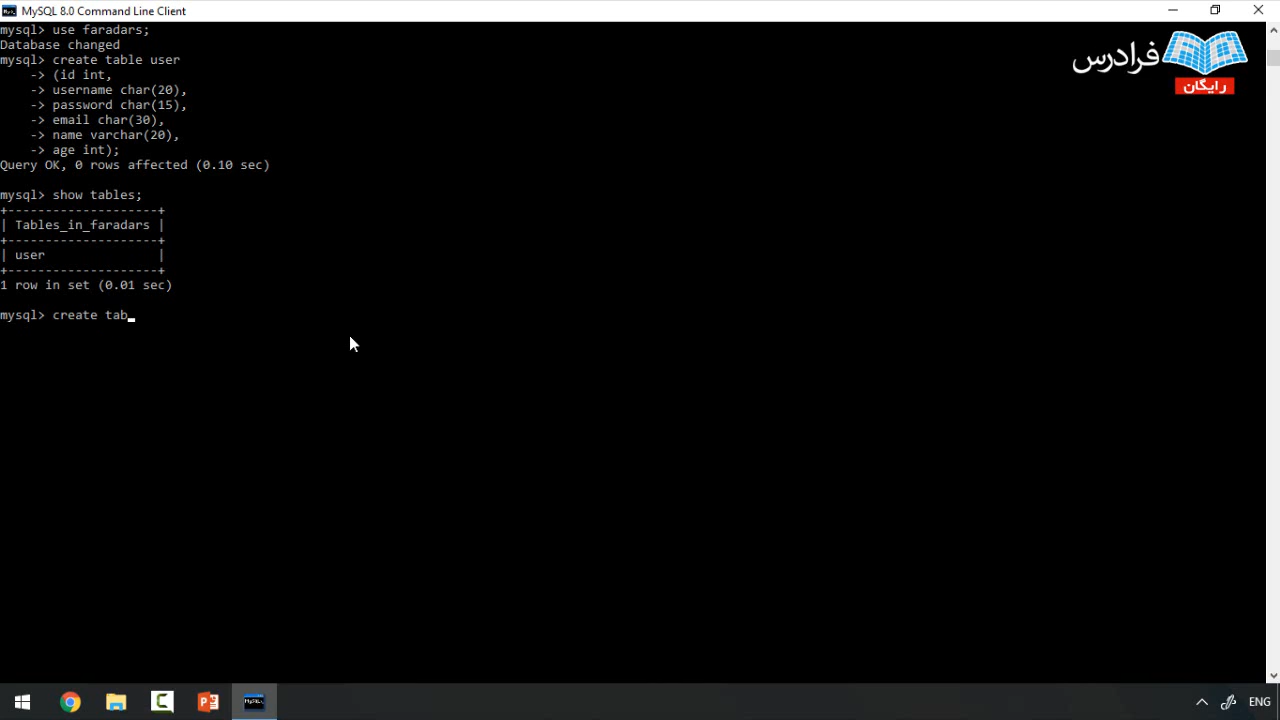 MySQL 8.0 Command Line Client
mysql> use faradars;
Database changed
mysql> create table user
    -> (id int,
    -> username char(20),
    -> password char(15),
    -> email char(30),
    -> name varchar(20),
    -> age int);
Query OK, 0 rows affected (0.10 sec)
mysql> show tables;
+--------------------+
| Tables_in_faradars |
+--------------------+
| user               |
+--------------------+
1 row in set (0.01 sec)
mysql> create tab_
فرادرس
رایگان
ENG